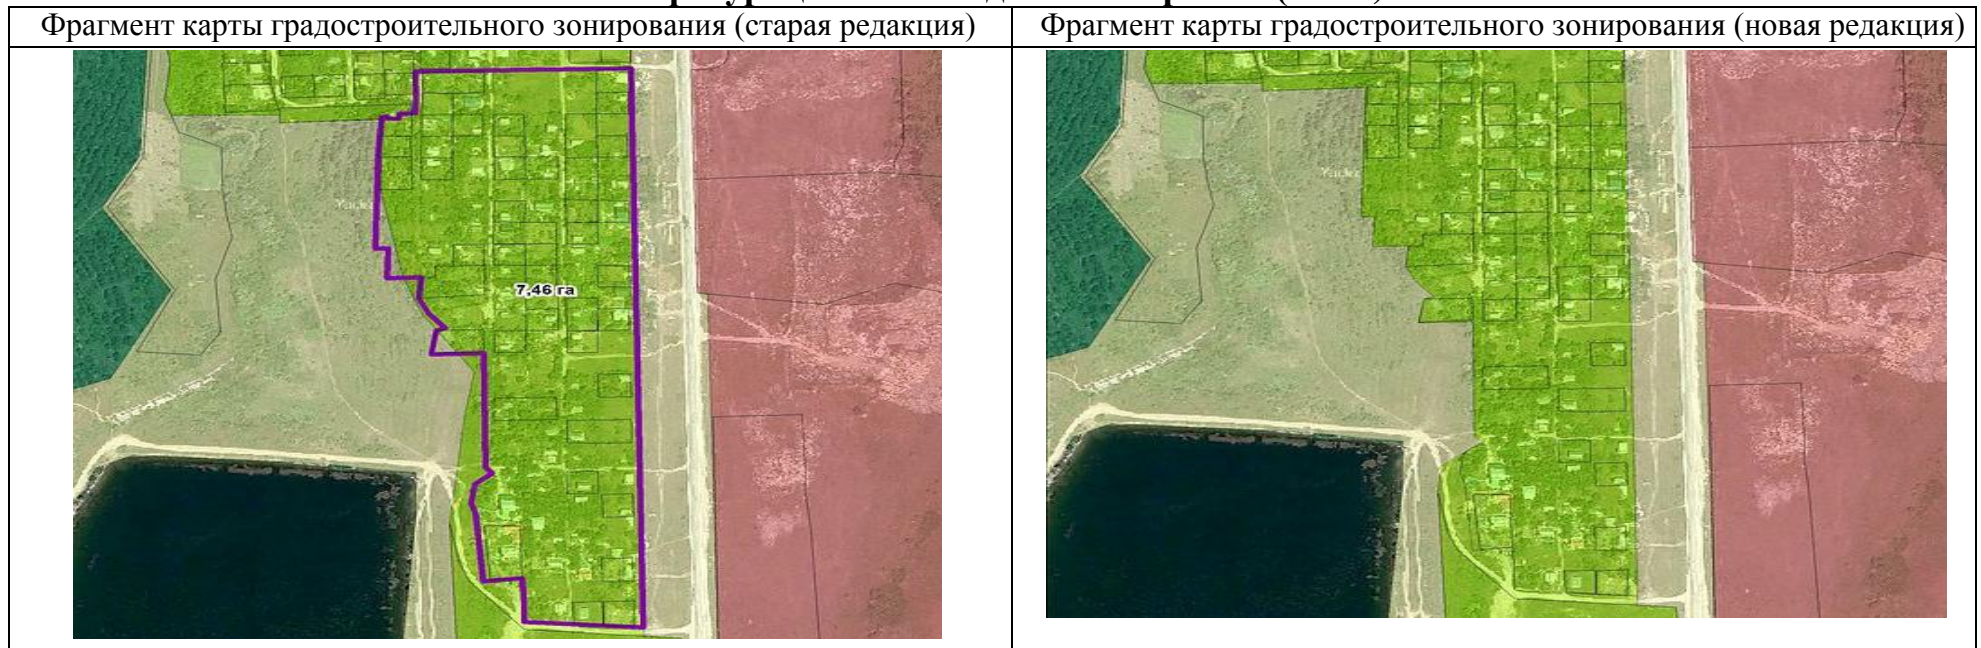 Фрагмент карты градостроительного зонирования (старая редакция)
Фрагмент карты градостроительного зонирования (новая редакция)
7,46 га